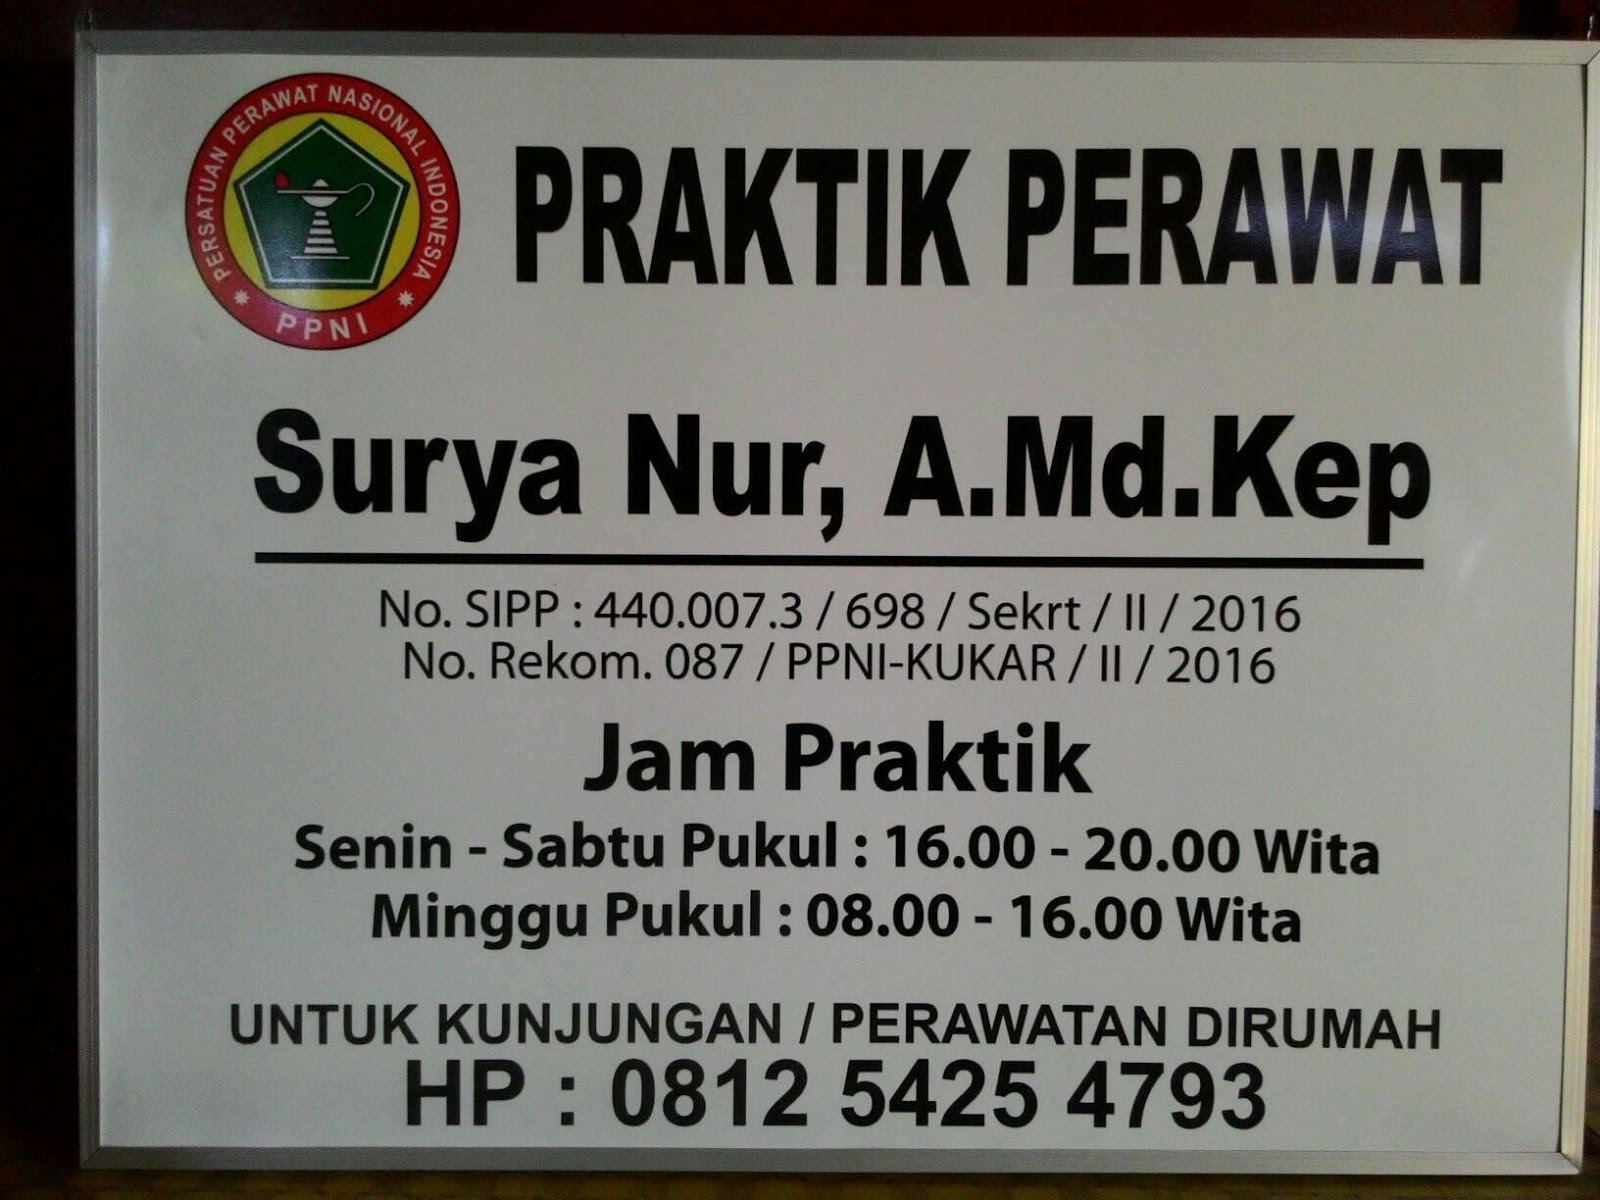 PERSATUAN PERAWAT NASIONAL INDONESIA
PPNI
PRAKTIK PERAWAT
Surya Nur, A.Md.Kep
No. SIPP : 440.007.3 / 698 / Sekrt / II / 2016
No. Rekom. 087 / PPNI-KUKAR / II / 2016
Jam Praktik
Senin - Sabtu Pukul : 16.00 - 20.00 Wita
Minggu Pukul : 08.00 - 16.00 Wita
UNTUK KUNJUNGAN / PERAWATAN DIRUMAH
HP : 0812 5425 4793